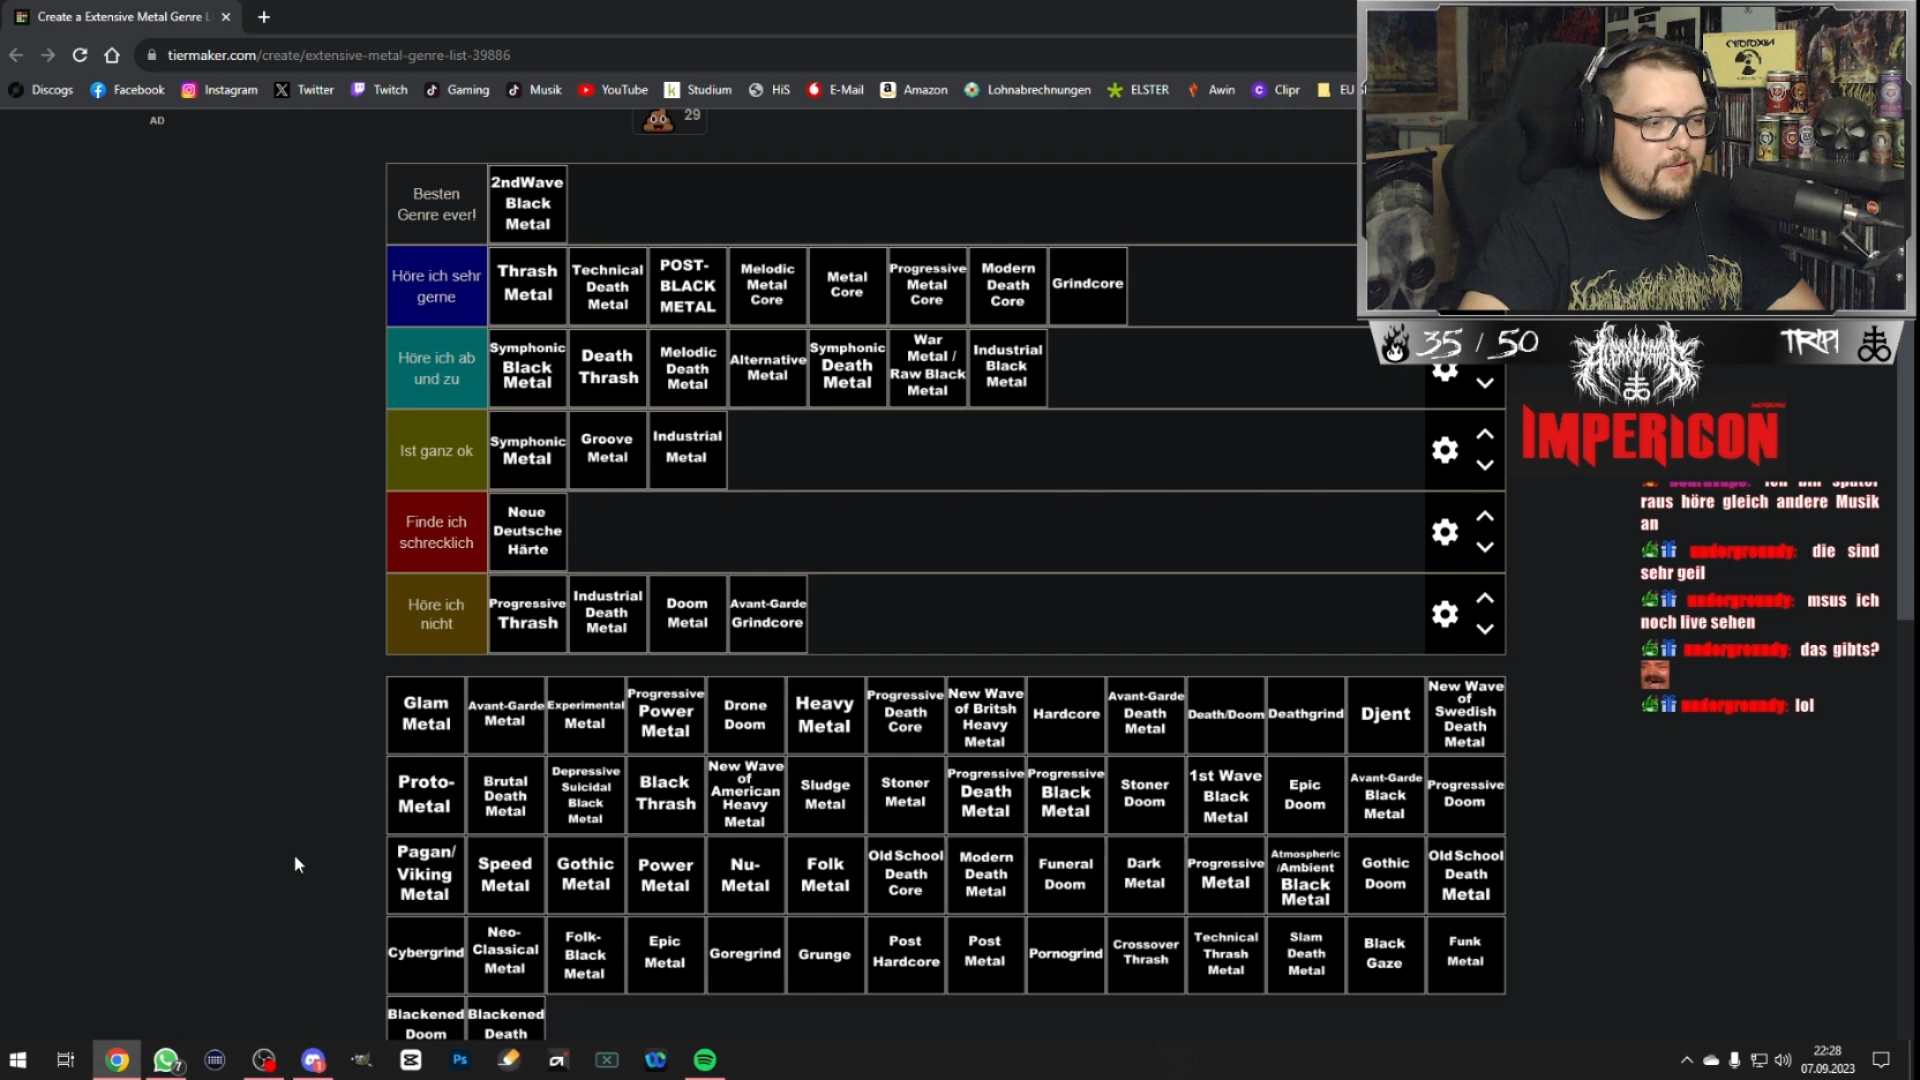 Create a Extensive Metal Genre L
tiermaker.com/create/extensive-metal-genre-list-39886
Discogs
Facebook
Instagram
Twitter
Twitch
Gaming
Musik
YouTube
Studium
HiS
E-Mail
Amazon
Lohnabrechnungen
ELSTER
Awin
Clipr
EU
AD
29
Besten
Genre ever!
2ndWave
Black
Metal
Höre ich sehr
gerne
Thrash
Metal
Technical
Death
Metal
POST-
BLACK
METAL
Melodic
Metal
Core
Metal
Core
Progressive
Metal
Core
Modern
Death
Core
Grindcore
Höre ich ab
und zu
Symphonic
Black
Metal
Death
Thrash
Melodic
Death
Metal
Alternative
Metal
Symphonic
Death
Metal
War
Metal /
Raw Black
Metal
Industrial
Black
Metal
Ist ganz ok
Symphonic
Metal
Groove
Metal
Industrial
Metal
Finde ich
schrecklich
Neue
Deutsche
Härte
Höre ich
nicht
Progressive
Thrash
Industrial
Death
Metal
Doom
Metal
Avant-Garde
Grindcore
Glam
Metal
Avant-Garde
Metal
Experimental
Metal
Progressive
Power
Metal
Drone
Doom
Heavy
Metal
Progressive
Death
Core
New Wave
of Britsh
Heavy
Metal
Hardcore
Avant-Garde
Death
Metal
Death/Doom
Deathgrind
Djent
New Wave
of
Swedish
Death
Metal
Proto-
Metal
Brutal
Death
Metal
Depressive
Suicidal
Black
Metal
Black
Thrash
New Wave
of
American
Heavy
Metal
Sludge
Metal
Stoner
Metal
Progressive
Death
Metal
Progressive
Black
Metal
Stoner
Doom
1st Wave
Black
Metal
Epic
Doom
Avant-Garde
Black
Metal
Progressive
Doom
Pagan/
Viking
Metal
Speed
Metal
Gothic
Metal
Power
Metal
Nu-
Metal
Folk
Metal
Old School
Death
Core
Modern
Death
Metal
Funeral
Doom
Dark
Metal
Progressive
Metal
Atmospheric
/Ambient
Black
Metal
Gothic
Doom
Old School
Death
Metal
Cybergrind
Neo-
Classical
Metal
Folk-
Black
Metal
Epic
Metal
Goregrind
Grunge
Post
Hardcore
Post
Metal
Pornogrind
Crossover
Thrash
Technical
Thrash
Metal
Slam
Death
Metal
Black
Gaze
Funk
Metal
Blackened
Doom
Blackened
Death
CYTOTOXIN
35 / 50
TRIP!
IMPERICON
raus höre gleich andere Musik
an
undergroundy: die sind
sehr geil
undergroundy: msus ich
noch live sehen
undergroundy: das gibts?
undergroundy: lol
7
1
Ps
22:28
07.09.2023